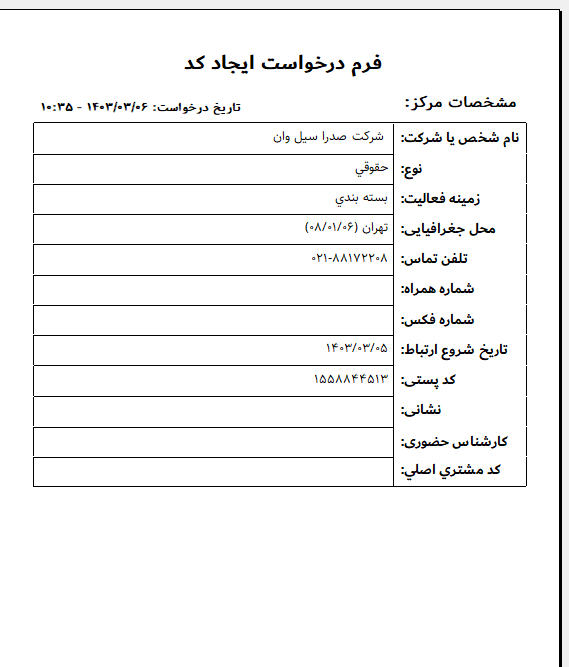 فرم درخواست ایجاد کد
مشخصات مرکز:
تاریخ درخواست: ۱۴۰۳/۰۳/۰۶ - ۱۰:۳۵
نام شخص یا شرکت: شرکت صدرا سیل وان
نوع: حقوقي
زمینه فعالیت: بسته بندي
محل جغرافیایی: تهران (۰۸/۰۱/۰۶)
تلفن تماس: ۰۲۱-۸۸۱۷۲۲۰۸
شماره همراه:
شماره فکس:
تاریخ شروع ارتباط: ۱۴۰۳/۰۳/۰۵
کد پستی: ۱۵۵۸۸۴۴۵۱۳
نشانی:
کارشناس حضوری:
کد مشتري اصلي: